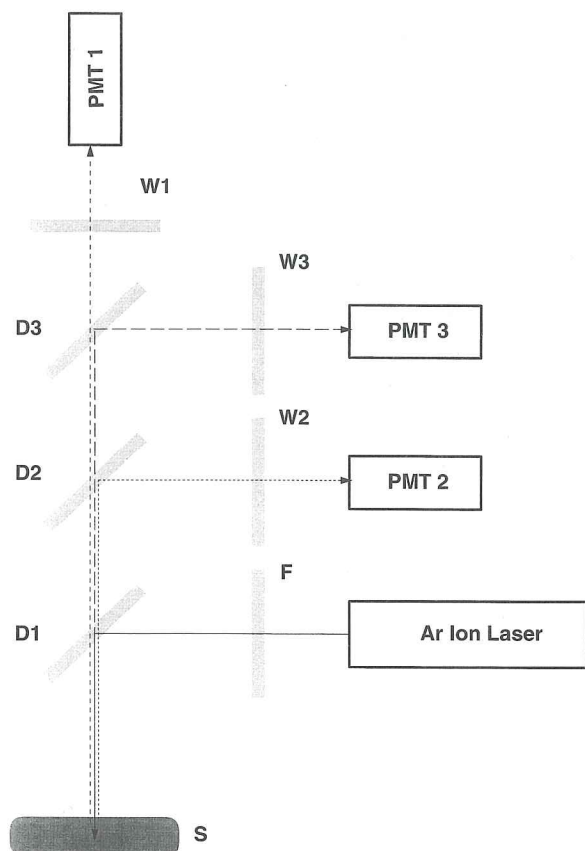 PMT 1
W1
W3
D3
PMT 3
W2
D2
PMT 2
F
D1
Ar Ion Laser
S